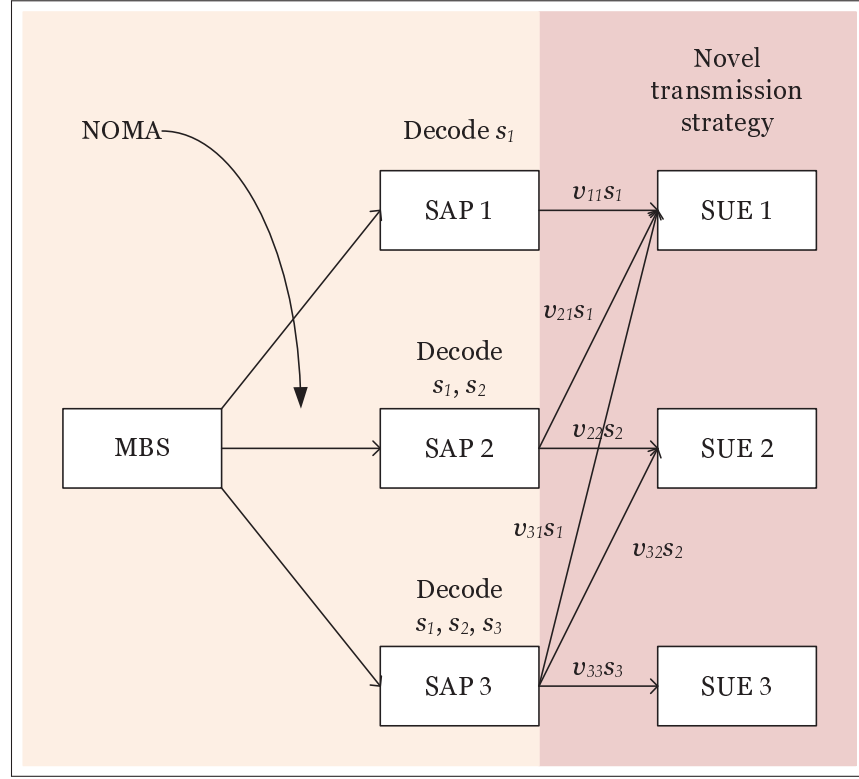 Novel
transmission
strategy
NOMA
Decode s₁
SAP 1
v₁₁s₁
SUE 1
v₂₁s₁
Decode
s₁, s₂
MBS
SAP 2
v₂₂s₂
SUE 2
v₃₁s₁
v₃₂s₂
Decode
s₁, s₂, s₃
SAP 3
v₃₃s₃
SUE 3